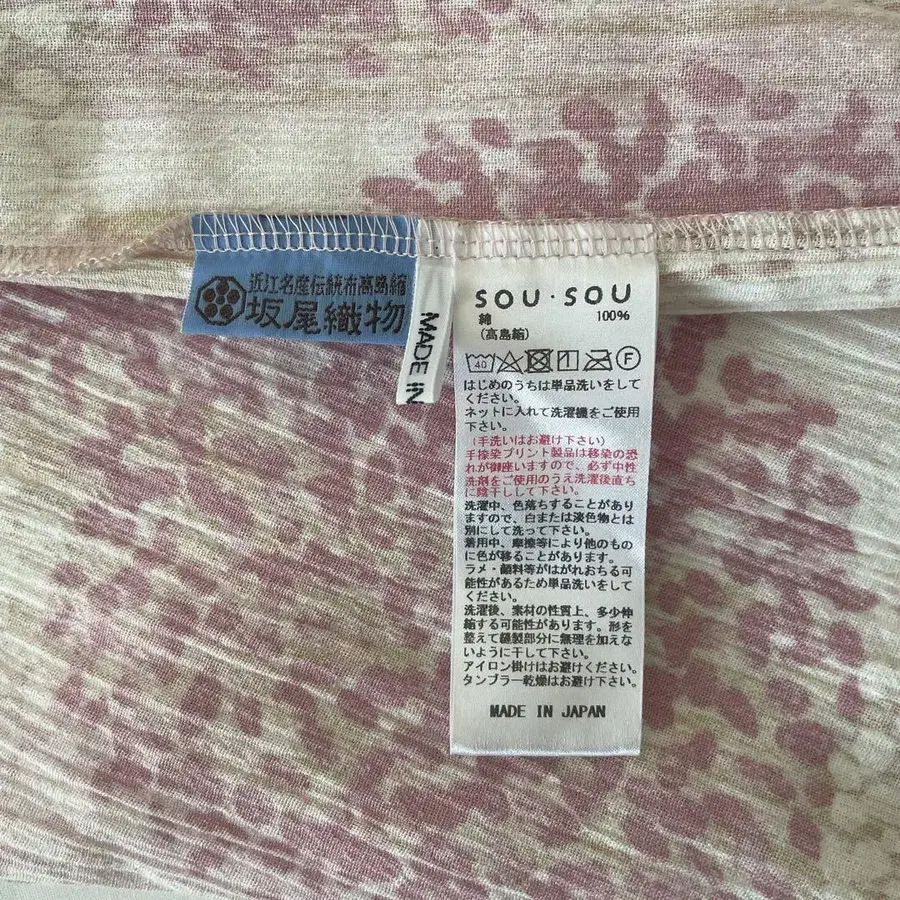 近江名産伝統布高島縮
坂尾織物
MADE IN
SOU・SOU
綿 100%
(高島縮)
40
F
はじめのうちは単品洗いをして
ください。
ネットに入れて洗濯機をご使用
下さい。
(手洗いはお避け下さい)
手捺染プリント製品は移染の恐
れが御座いますので、必ず中性
洗剤をご使用のうえ洗濯後直ち
に陰干しして下さい。
洗濯中、色落ちすることがあり
ますので、白または淡色物とは
別にして洗って下さい。
着用中、摩擦等により他のもの
に色が移ることがあります。
ラメ・顔料等がはがれおちる可
能性があるため単品洗いをして
ください。
洗濯後、素材の性質上、多少伸
縮する可能性があります。形を
整えて縫製部分に無理を加えな
いように干して下さい。
アイロン掛けはお避けください。
タンブラー乾燥はお避け下さい。
MADE IN JAPAN